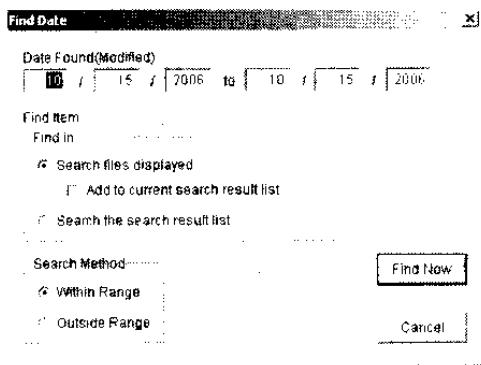 Find Date
Date Found(Modified)
10 / 15 / 2006 to 10 / 15 / 2006
Find Item
Find in
Search files displayed
Add to current search result list
Search the search result list
Search Method
Within Range
Outside Range
Find Now
Cancel